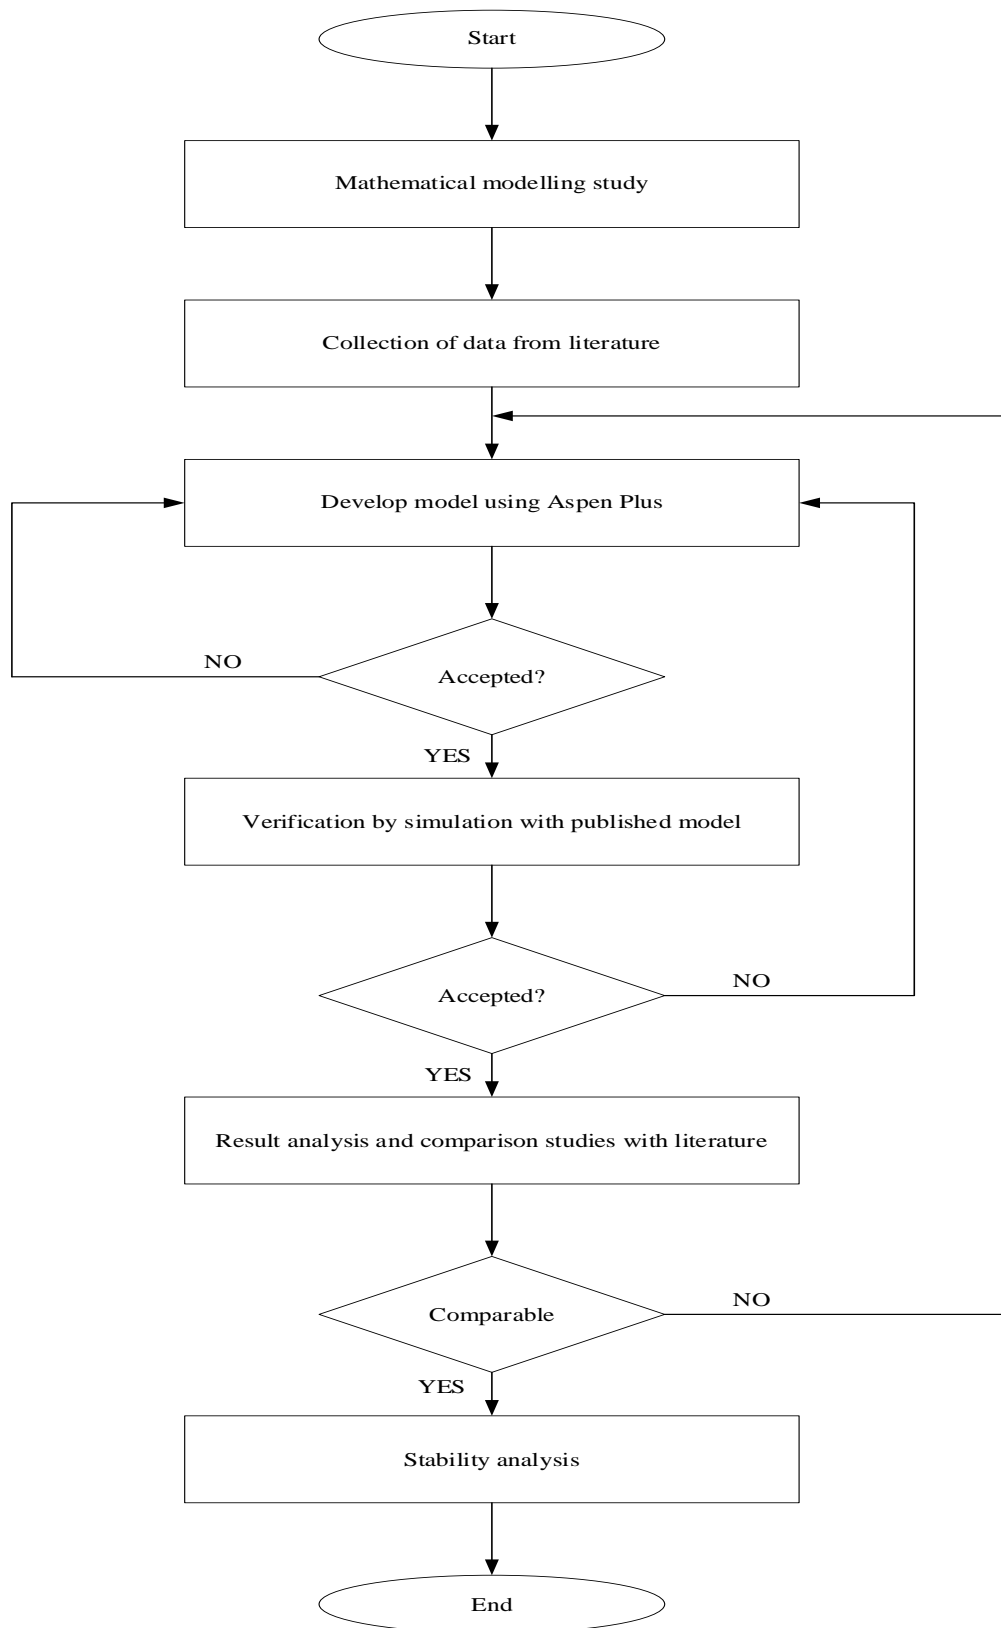 Start
Mathematical modelling study
Collection of data from literature
Develop model using Aspen Plus
NO
Accepted?
YES
Verification by simulation with published model
Accepted?
NO
YES
Result analysis and comparison studies with literature
Comparable
NO
YES
Stability analysis
End